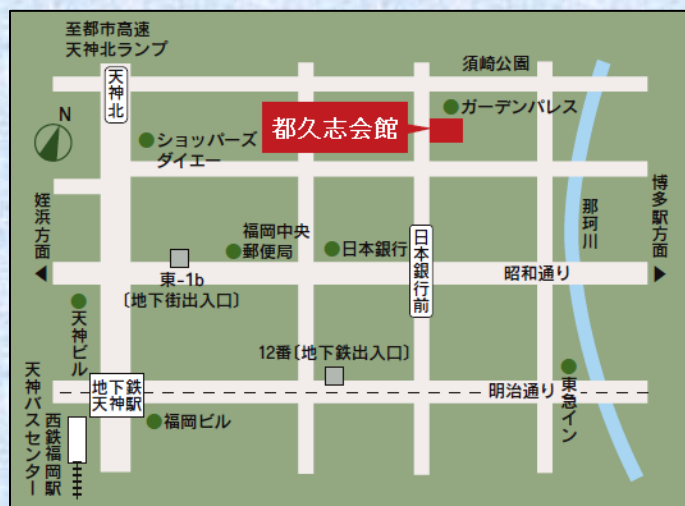 至都市高速
天神北ランプ
天神北
須崎公園
ガーデンパレス
都久志会館
N
ショッパーズ
ダイエー
姪浜方面
福岡中央
郵便局
日本銀行
日本銀行前
那珂川
博多駅方面
昭和通り
東-1b
〔地下街出入口〕
天神ビル
12番〔地下鉄出入口〕
地下鉄
天神駅
明治通り
東急イン
福岡ビル
西鉄福岡駅
天神バスセンター